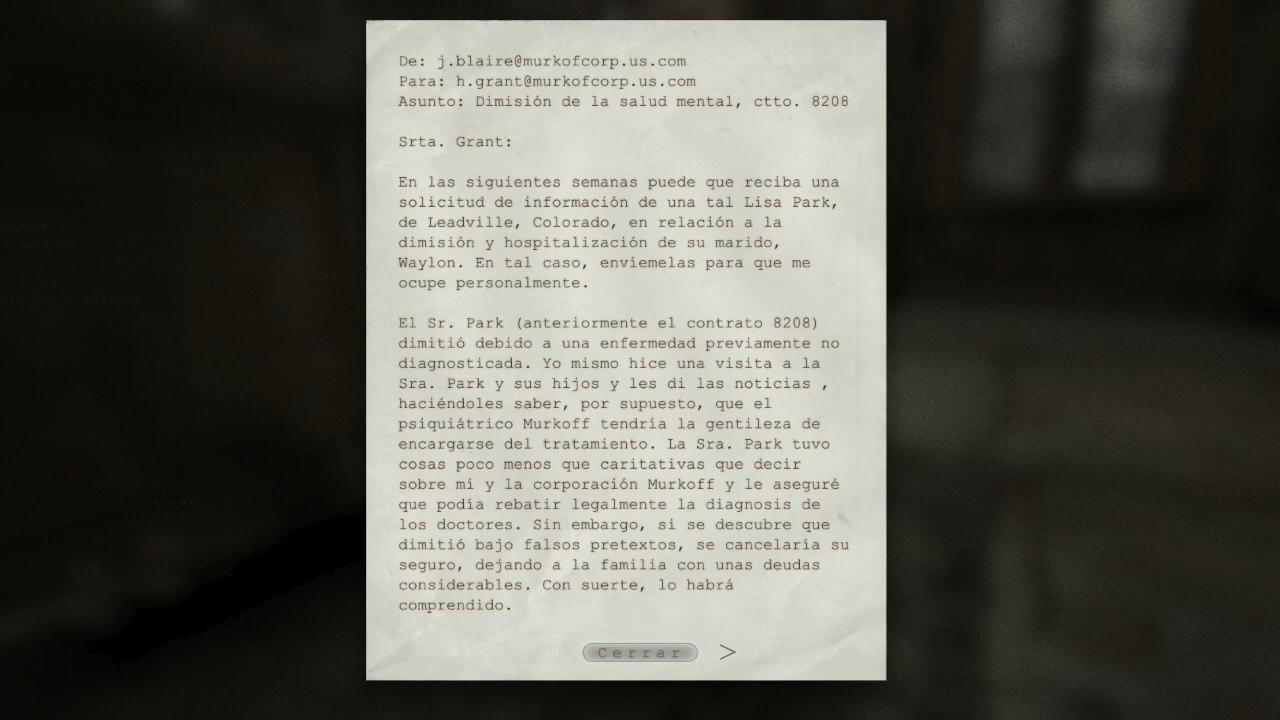 De: j.blaire@murkofcorp.us.com
Para: h.grant@murkofcorp.us.com
Asunto: Dimisión de la salud mental, ctto. 8208
Srta. Grant:
En las siguientes semanas puede que reciba una
solicitud de información de una tal Lisa Park,
de Leadville, Colorado, en relación a la
dimisión y hospitalización de su marido,
Waylon. En tal caso, envíemelas para que me
ocupe personalmente.
El Sr. Park (anteriormente el contrato 8208)
dimitió debido a una enfermedad previamente no
diagnosticada. Yo mismo hice una visita a la
Sra. Park y sus hijos y les di las noticias ,
haciéndoles saber, por supuesto, que el
psiquiátrico Murkoff tendría la gentileza de
encargarse del tratamiento. La Sra. Park tuvo
cosas poco menos que caritativas que decir
sobre mí y la corporación Murkoff y le aseguré
que podía rebatir legalmente la diagnosis de
los doctores. Sin embargo, si se descubre que
dimitió bajo falsos pretextos, se cancelaría su
seguro, dejando a la familia con unas deudas
considerables. Con suerte, lo habrá
comprendido.
Cerrar >